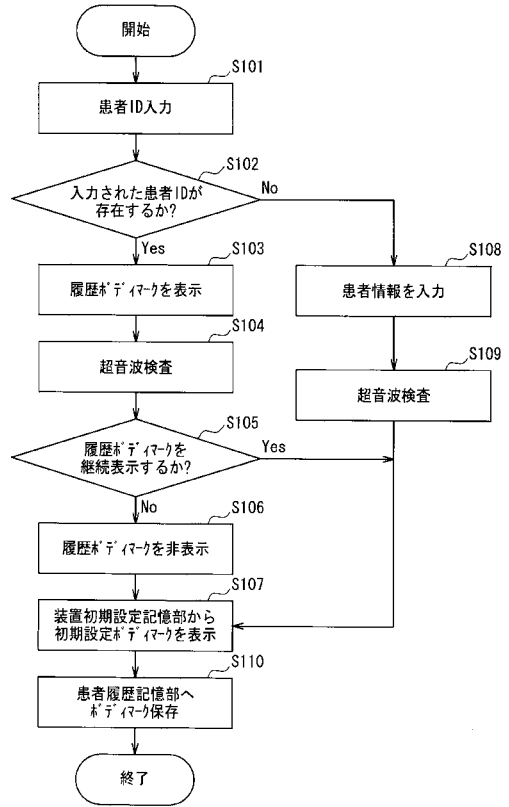 開始
S101
患者ID入力
S102
入力された患者IDが
存在するか?
No
Yes
S103
履歴ボディマークを表示
S104
超音波検査
S108
患者情報を入力
S109
超音波検査
S105
履歴ボディマークを
継続表示するか?
Yes
No
S106
履歴ボディマークを非表示
S107
装置初期設定記憶部から
初期設定ボディマークを表示
S110
患者履歴記憶部へ
ボディマーク保存
終了